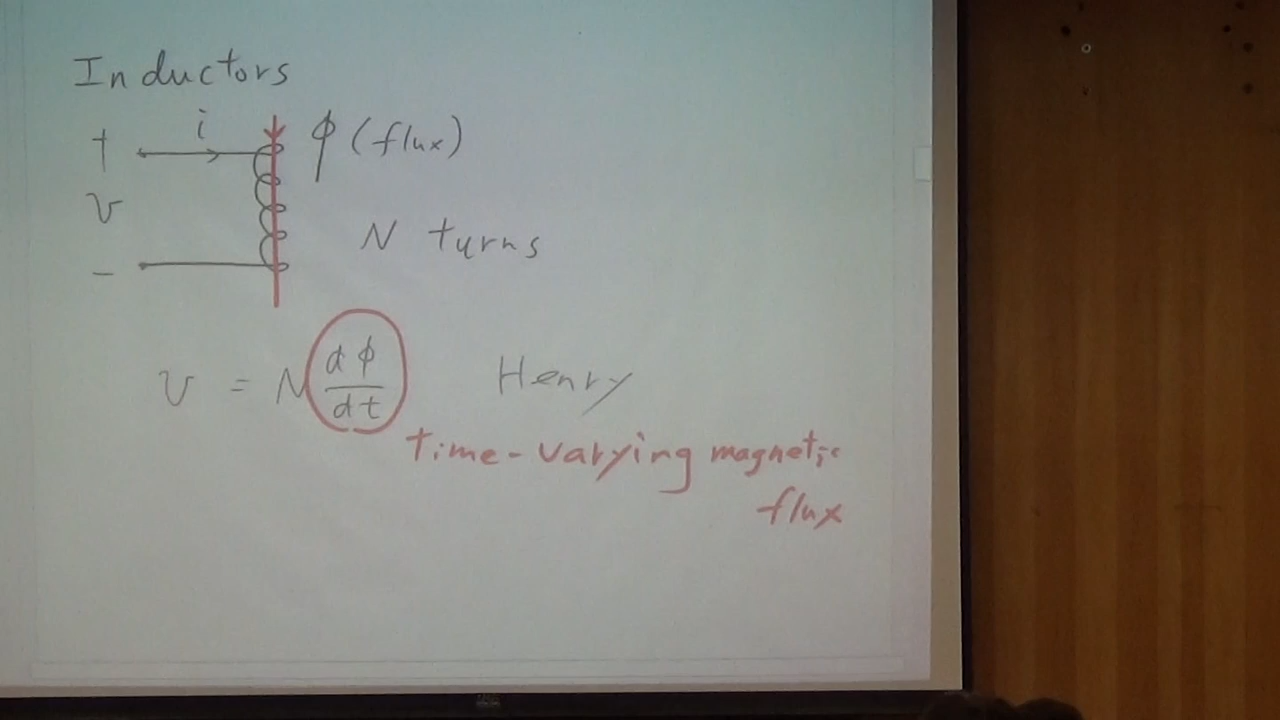 Inductors
+ i ϕ (flux)
v
N turns
-
v = N dϕ/dt Henry
time-varying magnetic
flux